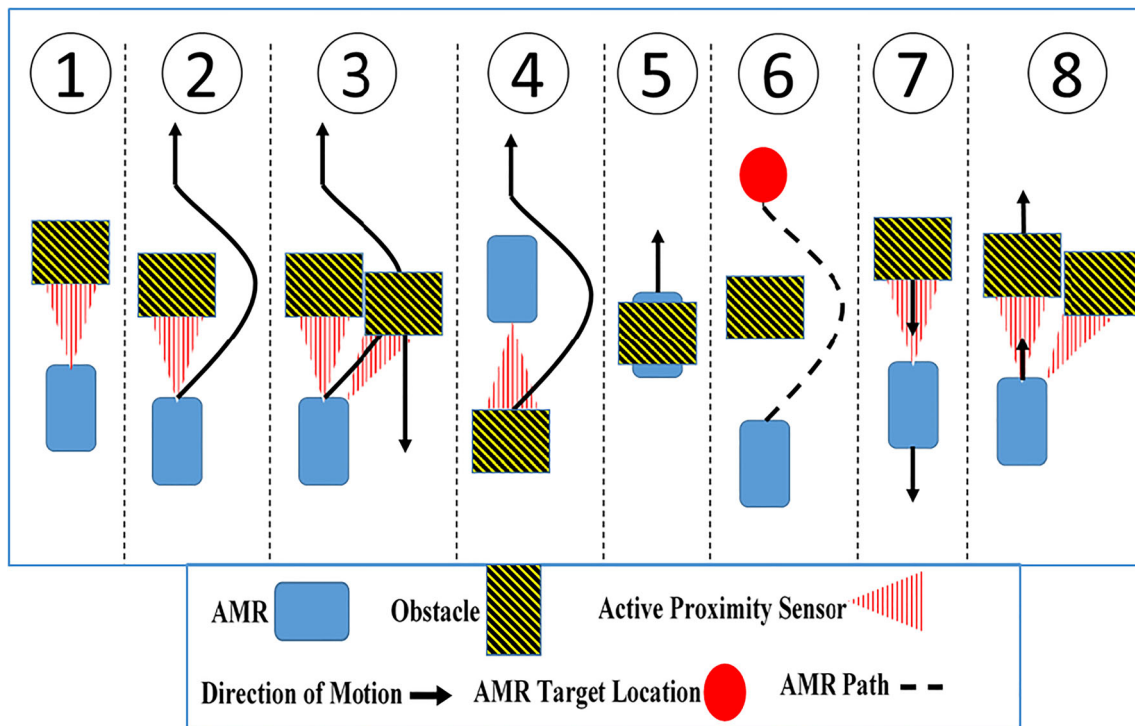 1 2 3 4 5 6 7 8
AMR Obstacle Active Proximity Sensor
Direction of Motion AMR Target Location AMR Path